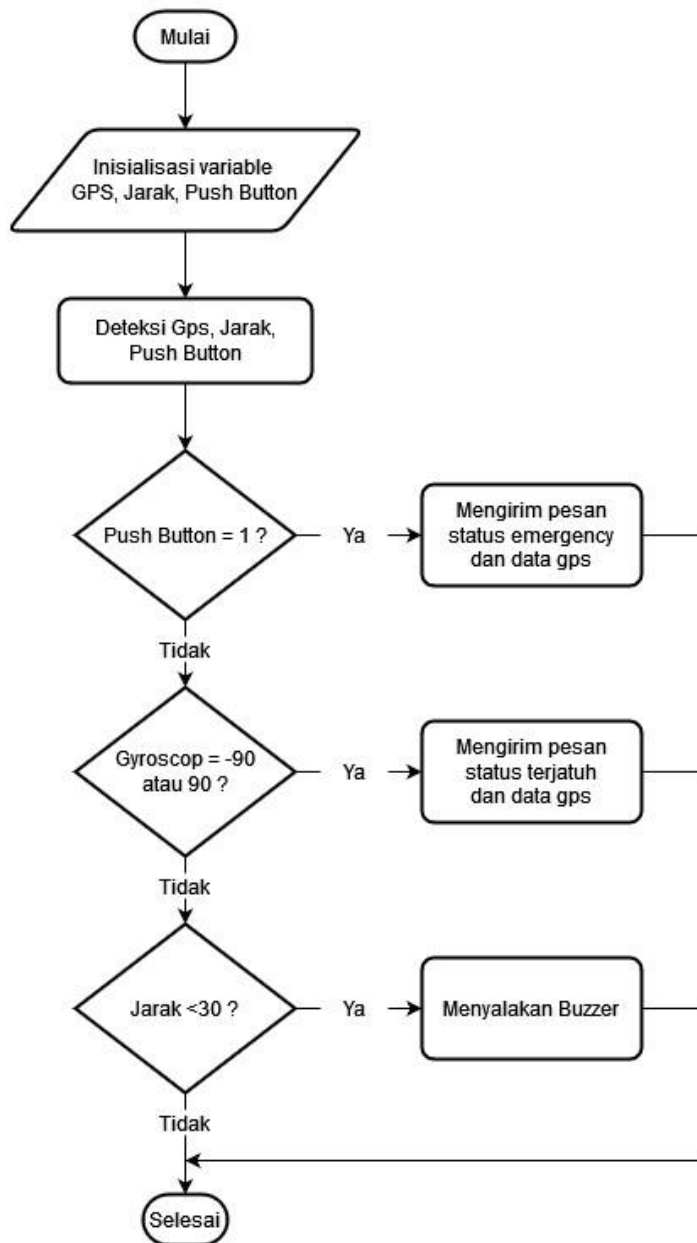 Mulai
Inisialisasi variable
GPS, Jarak, Push Button
Deteksi Gps, Jarak,
Push Button
Push Button = 1 ?
Ya
Mengirim pesan
status emergency
dan data gps
Tidak
Gyroscop = -90
atau 90 ?
Ya
Mengirim pesan
status terjatuh
dan data gps
Tidak
Jarak <30 ?
Ya
Menyalakan Buzzer
Tidak
Selesai